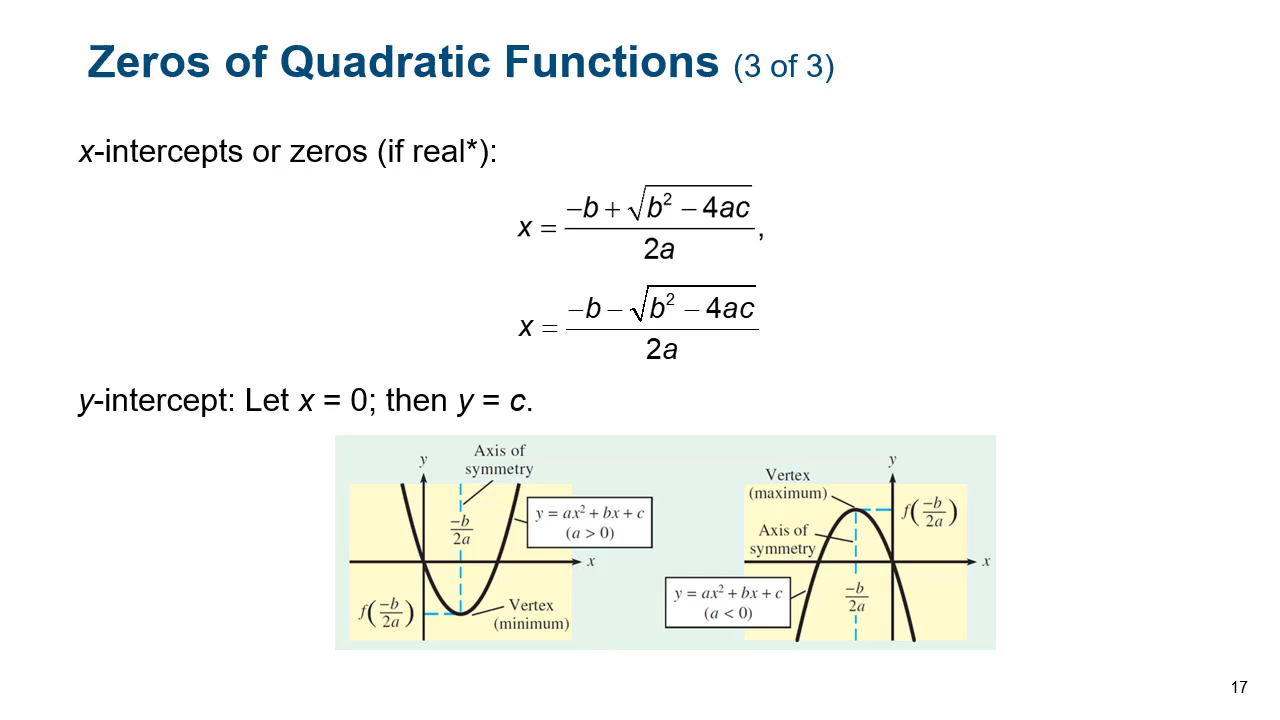 Zeros of Quadratic Functions (3 of 3)
x-intercepts or zeros (if real*):
x = (−b + √(b² − 4ac)) / 2a,
x = (−b − √(b² − 4ac)) / 2a
y-intercept: Let x = 0; then y = c.
y
Axis of
symmetry
−b/2a
y = ax² + bx + c
(a > 0)
x
f(−b/2a)
Vertex
(minimum)
y
Vertex
(maximum)
f(−b/2a)
Axis of
symmetry
x
y = ax² + bx + c
(a < 0)
−b/2a
17